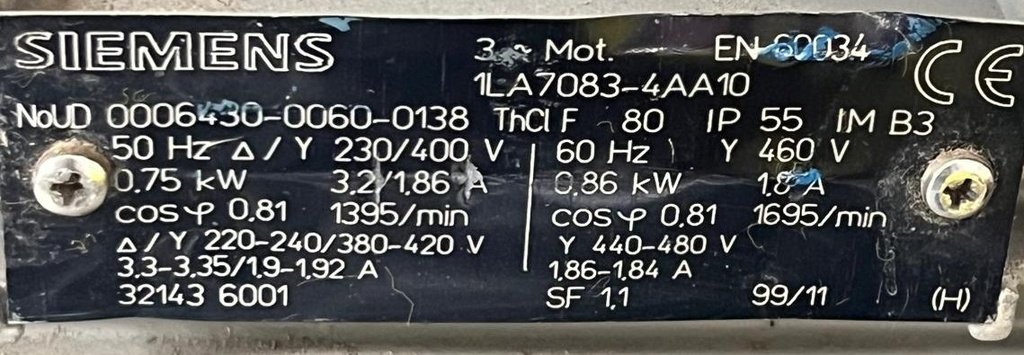 SIEMENS 3 ~ Mot. EN 60034
1LA7083-4AA10 CE
NoUD 0006430-0060-0138 ThCl F 80 IP 55 IM B3
50 Hz Δ/Y 230/400 V 60 Hz Y 460 V
0.75 kW 3.2/1.86 A 0.86 kW 1.8 A
cosφ 0.81 1395/min cosφ 0.81 1695/min
Δ/Y 220-240/380-420 V Y 440-480 V
3.3-3.35/1.9-1.92 A 1.86-1.84 A
32143 6001 SF 1.1 99/11 (H)